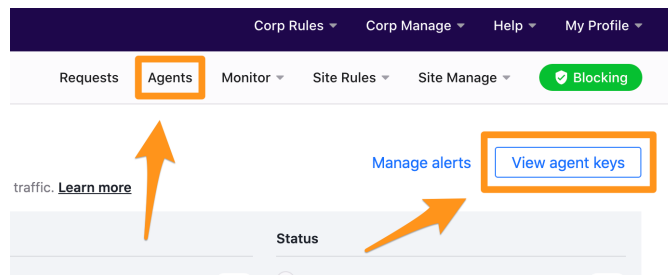 Corp Rules Corp Manage Help My Profile
Requests Agents Monitor Site Rules Site Manage Blocking
Manage alerts View agent keys
traffic. Learn more
Status